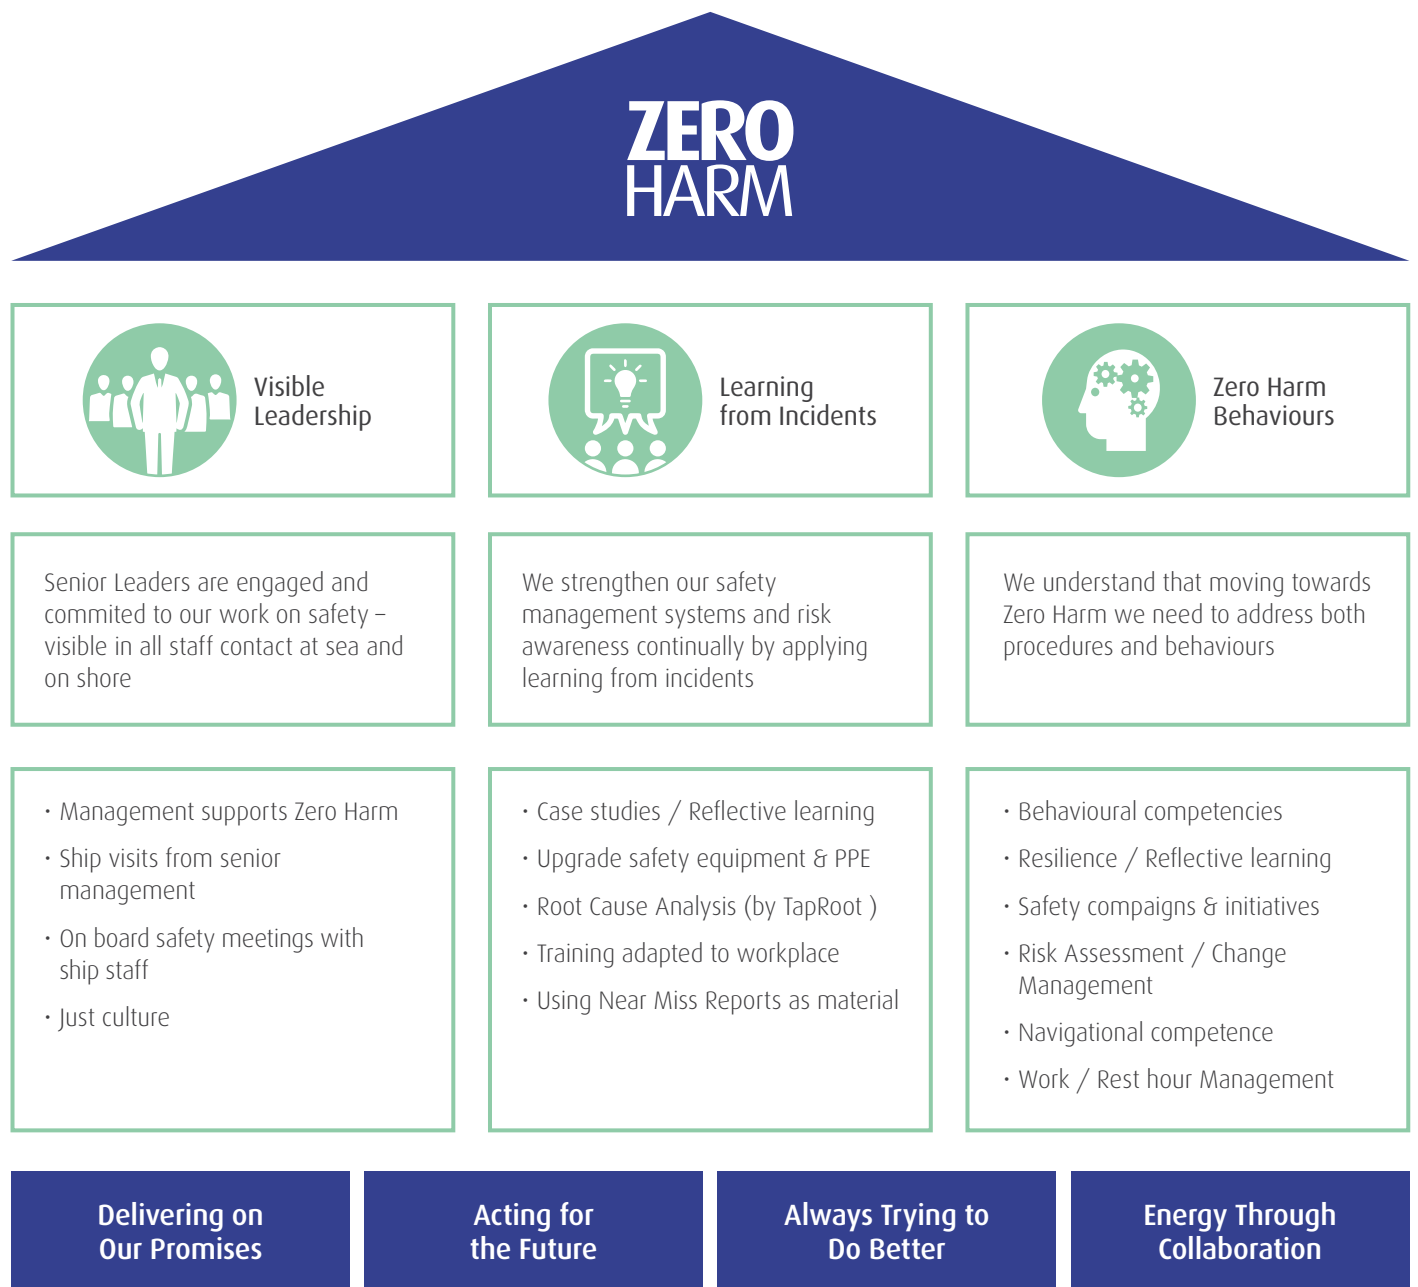 ZERO
HARM
Visible
Leadership
Learning
from Incidents
Zero Harm
Behaviours
Senior Leaders are engaged and
commited to our work on safety –
visible in all staff contact at sea and
on shore
We strengthen our safety
management systems and risk
awareness continually by applying
learning from incidents
We understand that moving towards
Zero Harm we need to address both
procedures and behaviours
· Management supports Zero Harm
· Ship visits from senior
management
· On board safety meetings with
ship staff
· Just culture
· Case studies / Reflective learning
· Upgrade safety equipment & PPE
· Root Cause Analysis (by TapRoot )
· Training adapted to workplace
· Using Near Miss Reports as material
· Behavioural competencies
· Resilience / Reflective learning
· Safety compaigns & initiatives
· Risk Assessment / Change
Management
· Navigational competence
· Work / Rest hour Management
Delivering on
Our Promises
Acting for
the Future
Always Trying to
Do Better
Energy Through
Collaboration